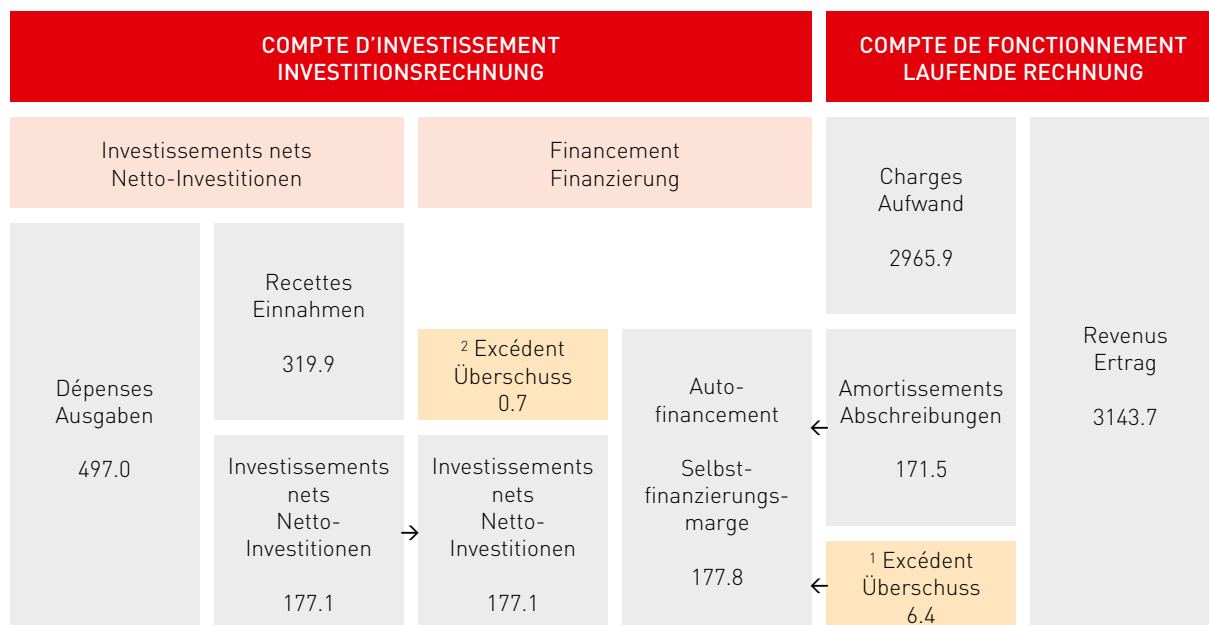 COMPTE D'INVESTISSEMENT
INVESTITIONSRECHNUNG
COMPTE DE FONCTIONNEMENT
LAUFENDE RECHNUNG
Investissements nets
Netto-Investitionen
Financement
Finanzierung
Dépenses
Ausgaben
497.0
Recettes
Einnahmen
319.9
Investissements
nets
Netto-
Investitionen
177.1
→
² Excédent
Überschuss
0.7
Investissements
nets
Netto-
Investitionen
177.1
Auto-
financement
Selbst-
finanzierungs-
marge
177.8
Charges
Aufwand
2965.9
←
Amortissements
Abschreibungen
171.5
←
¹ Excédent
Überschuss
6.4
Revenus
Ertrag
3143.7